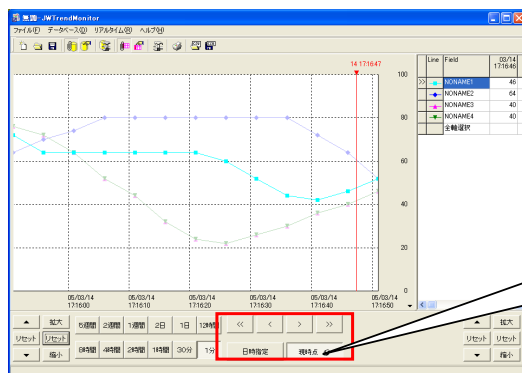 無題-JWTrendMonitor
ファイル(F) データベース(D) リアルタイム(R) ヘルプ(H)
14 17:16:47
100
80
60
40
20
0
05/03/14 17:16:00
05/03/14 17:16:10
05/03/14 17:16:20
05/03/14 17:16:30
05/03/14 17:16:40
05/03/14 17:16:50
Line Field 03/14 17:16:46
>> NONAME1 46
NONAME2 64
NONAME3 40
NONAME4 40
全軸選択
▲ 拡大 5週間 2週間 1週間 2日 1日 12時間 << < > >> ▲ 拡大
リセット リセット リセット リセット
▼ 縮小 8時間 4時間 2時間 1時間 30分 1分 日時指定 現時点 ▼ 縮小